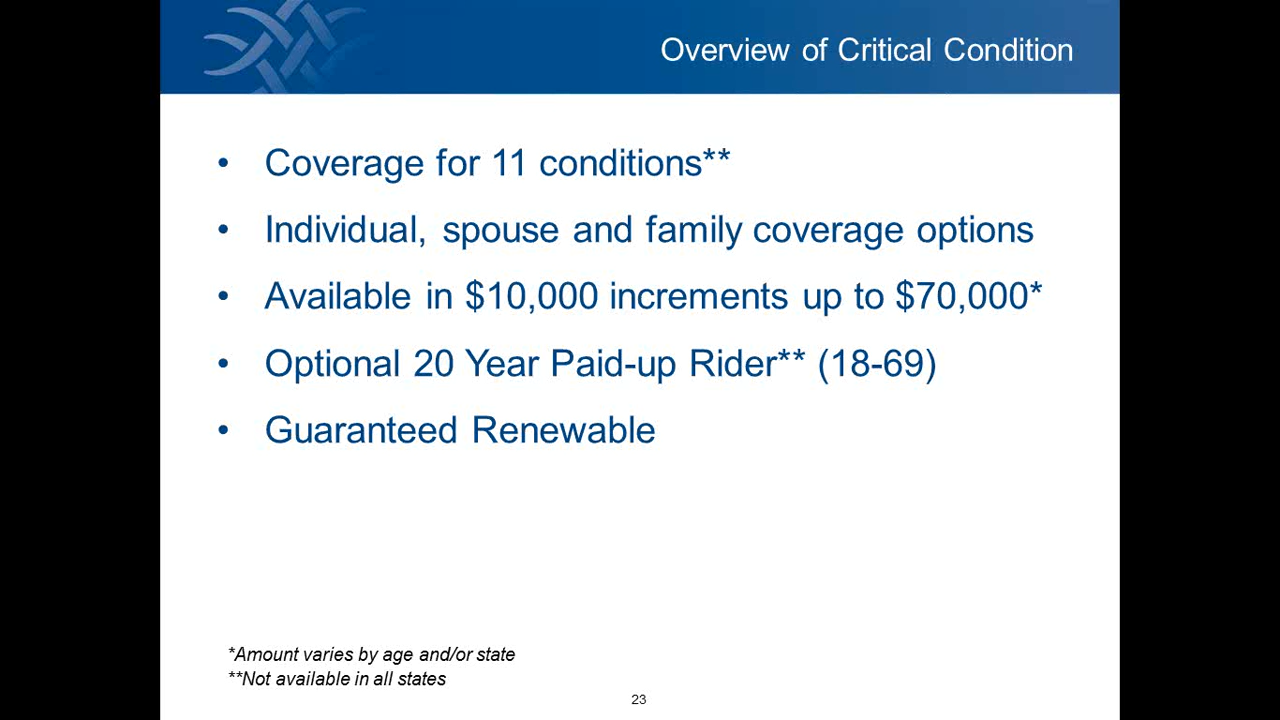 Overview of Critical Condition
• Coverage for 11 conditions**
• Individual, spouse and family coverage options
• Available in $10,000 increments up to $70,000*
• Optional 20 Year Paid-up Rider** (18-69)
• Guaranteed Renewable
*Amount varies by age and/or state
**Not available in all states
23